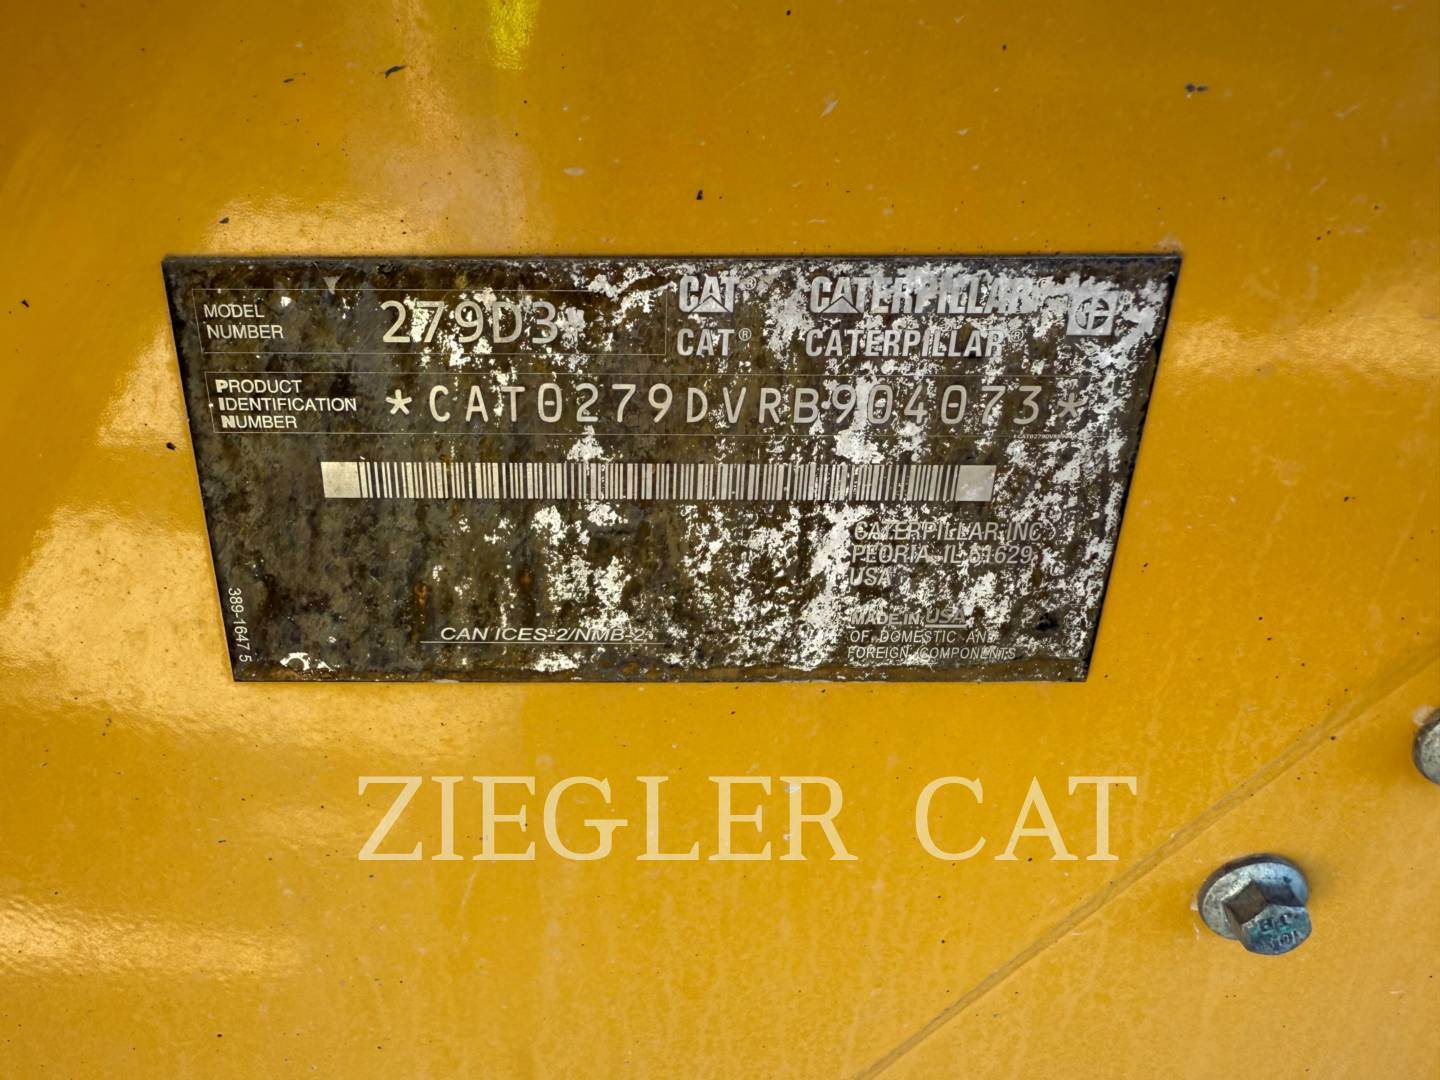 MODEL NUMBER 279D3
CAT® CATERPILLAR
CAT® CATERPILLAR®
PRODUCT IDENTIFICATION NUMBER *CAT0279DVRB904073*
CATERPILLAR INC
PEORIA, IL 61629
USA
MADE IN USA
OF DOMESTIC AND
FOREIGN COMPONENTS
CAN ICES-2/NMB-2
389-1647 5
ZIEGLER CAT